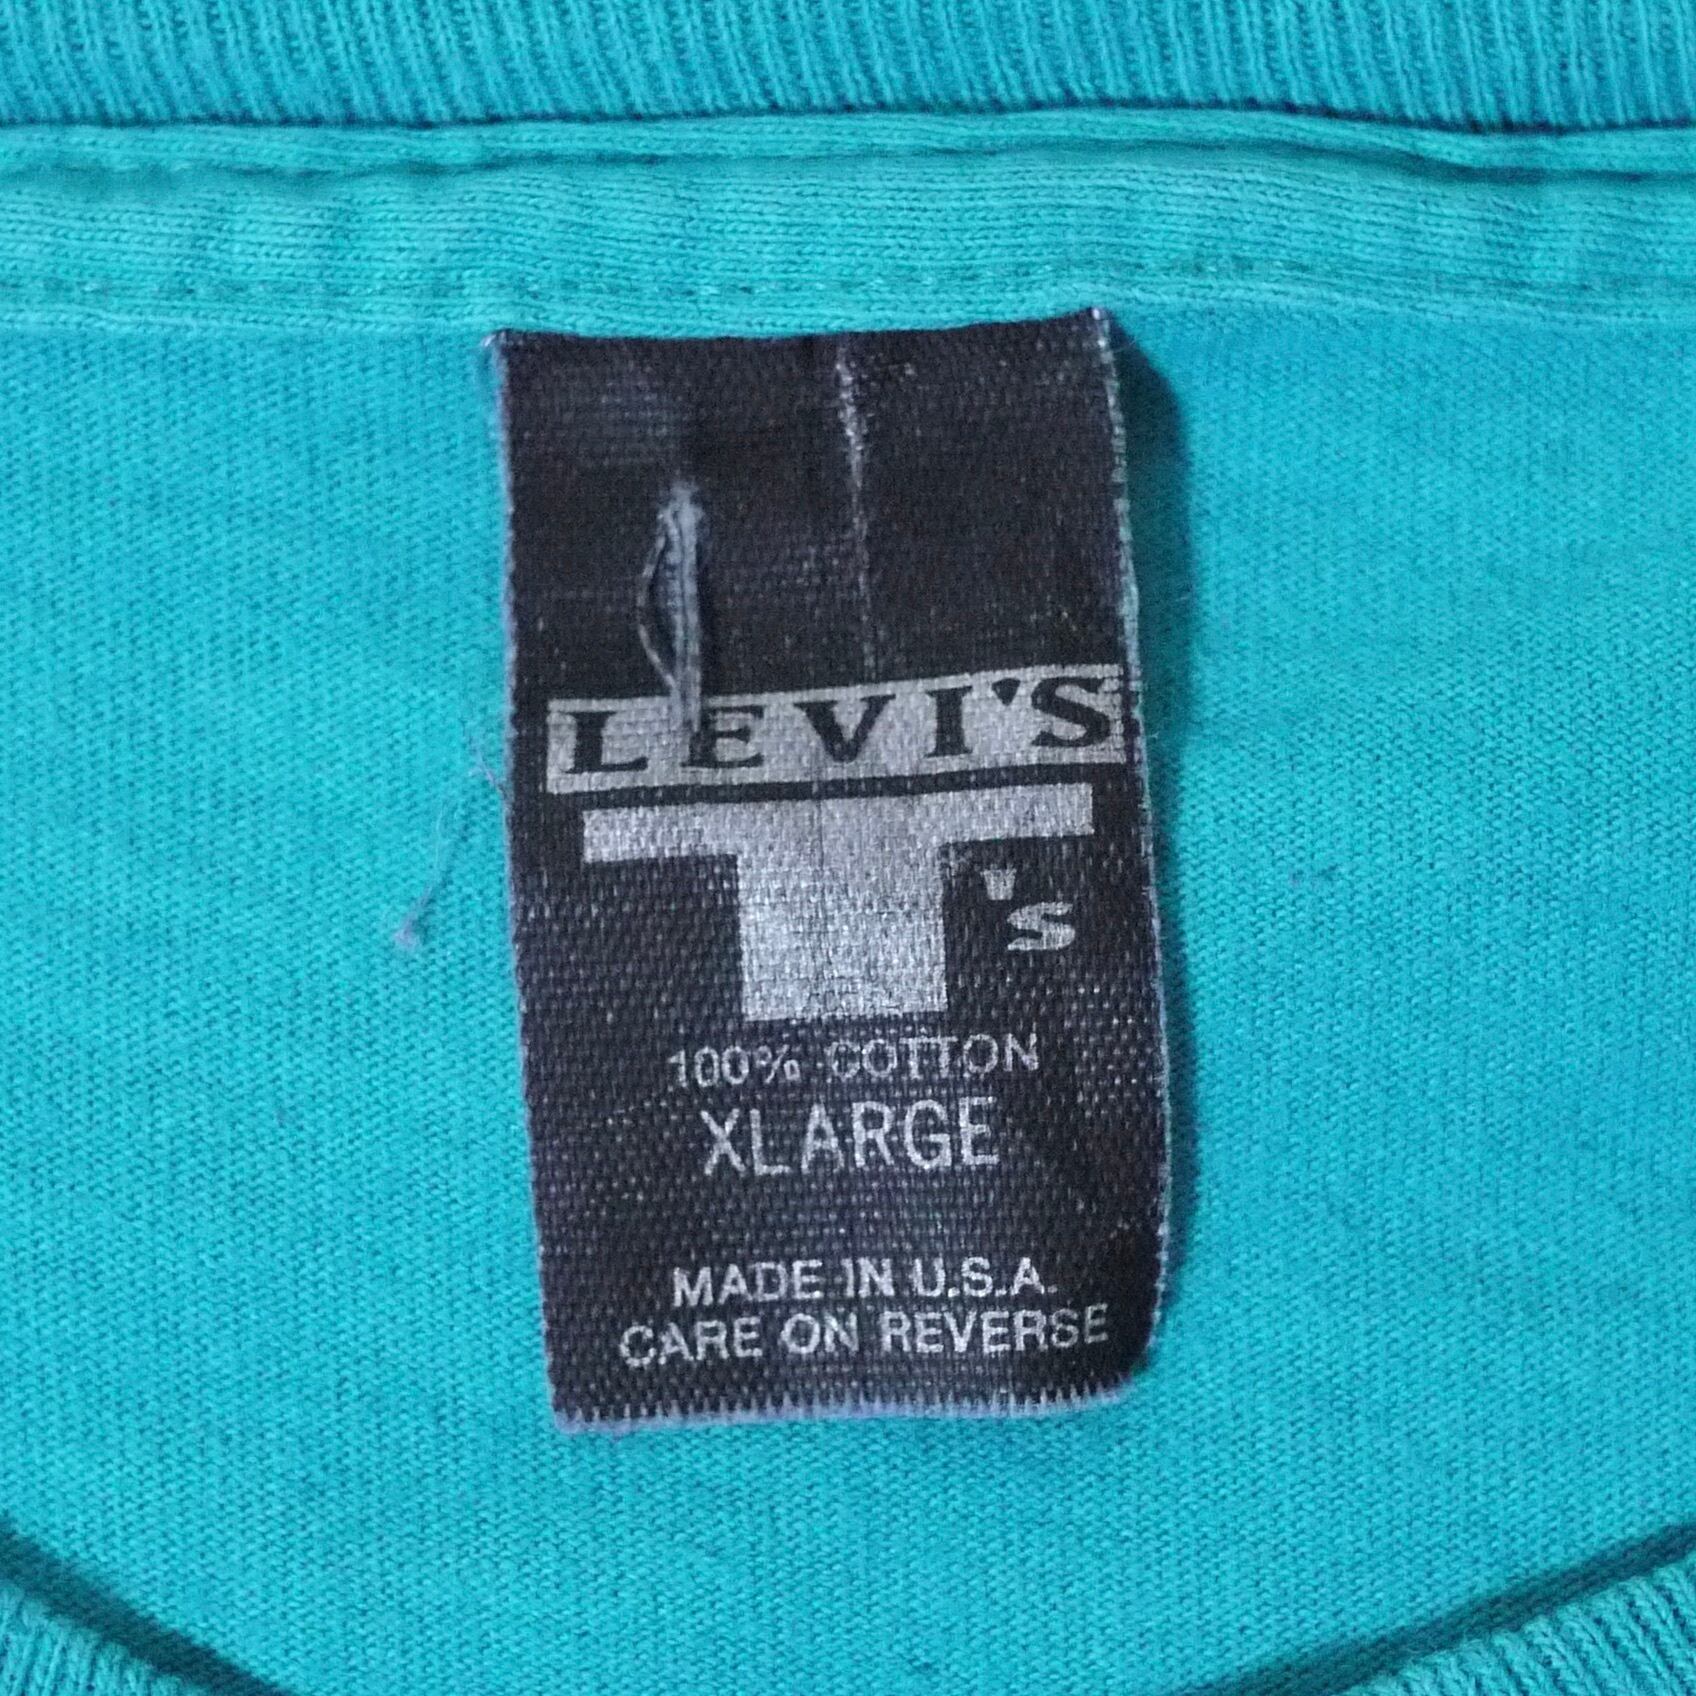 LEVI'S
T's
100% COTTON
XLARGE
MADE IN U.S.A.
CARE ON REVERSE